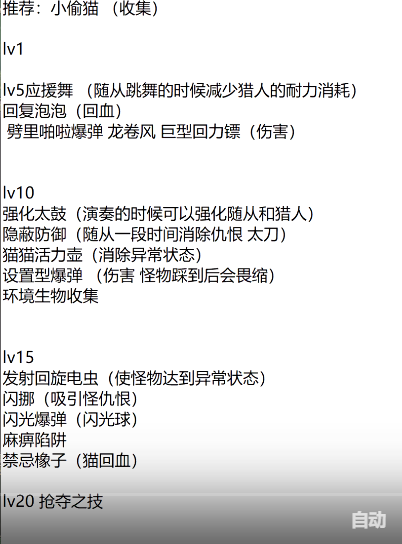 推荐：小偷猫 （收集）
lv1
lv5应援舞 （随从跳舞的时候减少猎人的耐力消耗）
回复泡泡（回血）
劈里啪啦爆弹 龙卷风 巨型回力镖（伤害）
lv10
强化太鼓（演奏的时候可以强化随从和猎人）
隐蔽防御（随从一段时间消除仇恨 太刀）
猫猫活力壶（消除异常状态）
设置型爆弹 （伤害 怪物踩到后会畏缩）
环境生物收集
lv15
发射回旋电虫（使怪物达到异常状态）
闪挪（吸引怪仇恨）
闪光爆弹（闪光球）
麻痹陷阱
禁忌橡子（猫回血）
lv20 抢夺之技
自动